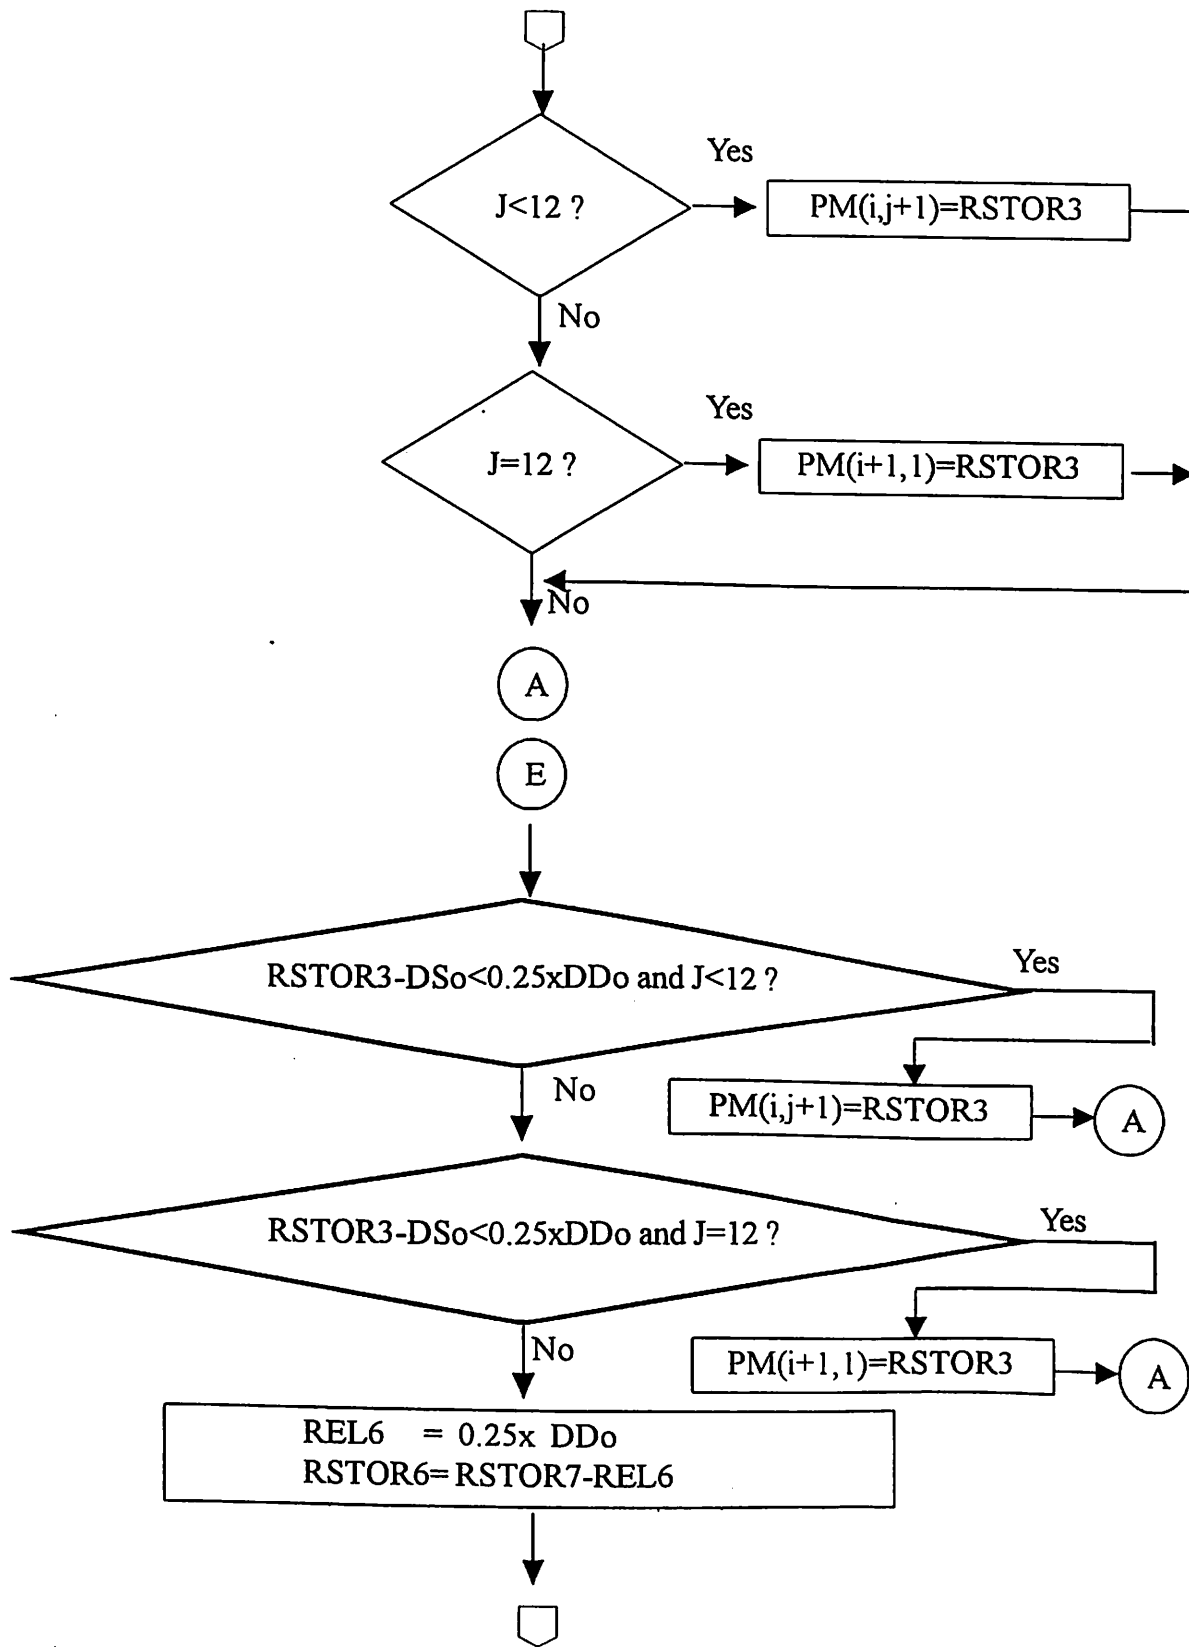 Yes
J<12 ?
PM(i,j+1)=RSTOR3
No
Yes
J=12 ?
PM(i+1,1)=RSTOR3
No
A
E
Yes
RSTOR3-DSo<0.25xDDo and J<12 ?
No
PM(i,j+1)=RSTOR3
A
Yes
RSTOR3-DSo<0.25xDDo and J=12 ?
No
PM(i+1,1)=RSTOR3
A
REL6 = 0.25x DDo
RSTOR6=RSTOR7-REL6